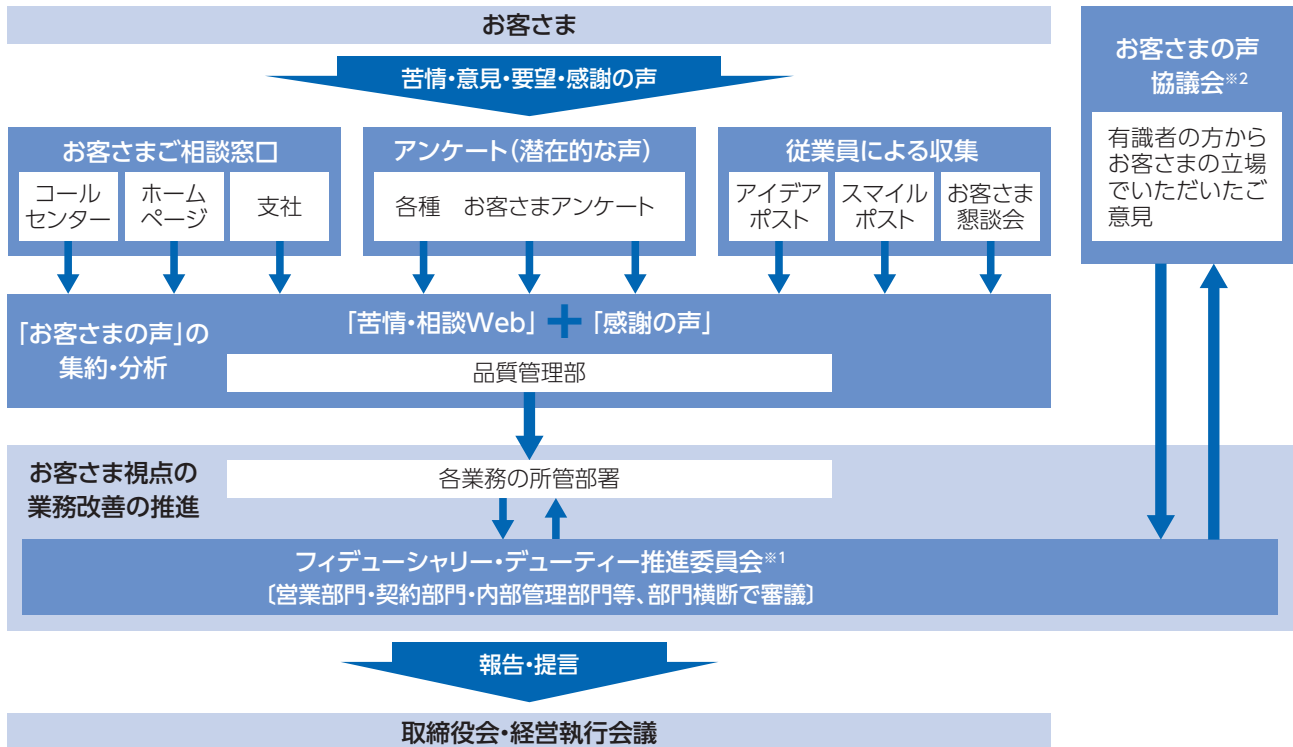 お客さま
苦情・意見・要望・感謝の声
お客さまご相談窓口
コール
センター
ホーム
ページ
支社
アンケート(潜在的な声)
各種　お客さまアンケート
従業員による収集
アイデア
ポスト
スマイル
ポスト
お客さま
懇談会
お客さまの声
協議会※2
有識者の方から
お客さまの立場
でいただいたご
意見
「お客さまの声」の
集約・分析
「苦情・相談Web」+「感謝の声」
品質管理部
お客さま視点の
業務改善の推進
各業務の所管部署
フィデューシャリー・デューティー推進委員会※1
〔営業部門・契約部門・内部管理部門等、部門横断で審議〕
報告・提言
取締役会・経営執行会議